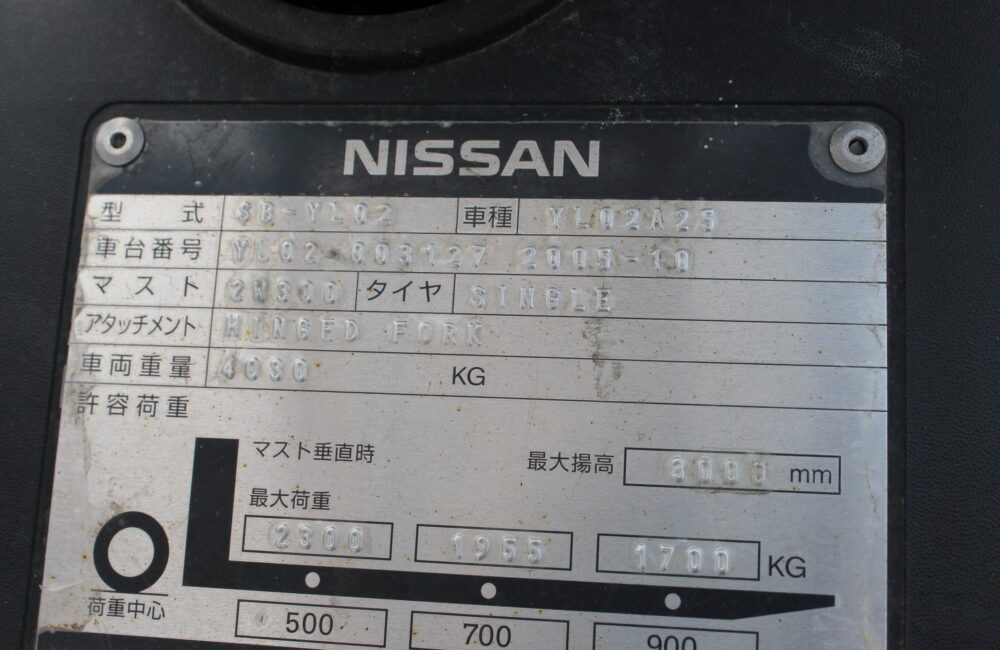 NISSAN
型 式 SB-YL02 車種 YL02A25
車台番号 YL02-003127 2005-10
マスト 2W300 タイヤ SINGLE
アタッチメント HINGED FORK
車両重量 4030 KG
許容荷重
マスト垂直時 最大揚高 3000 mm
最大荷重
2300 1955 1700 KG
荷重中心
500 700 900